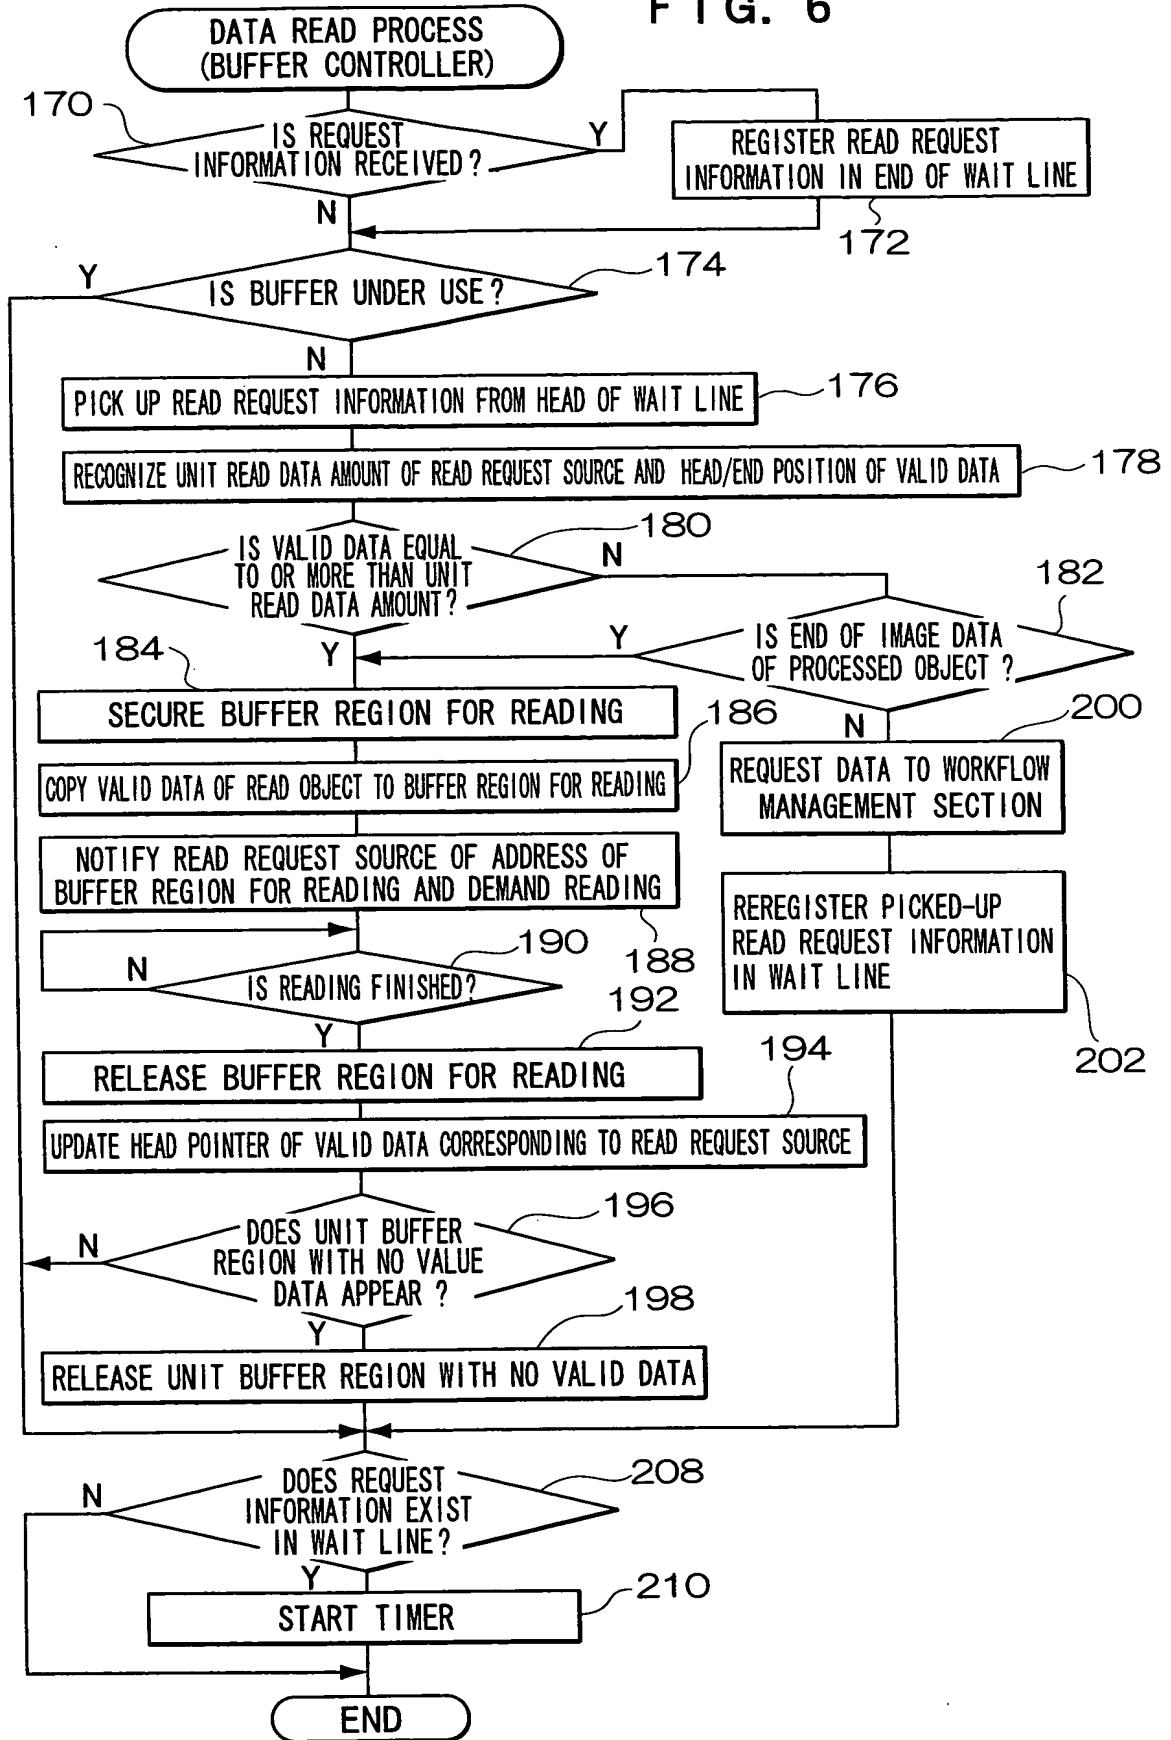 FIG. 6
DATA READ PROCESS
(BUFFER CONTROLLER)
170
IS REQUEST
INFORMATION RECEIVED?
Y
REGISTER READ REQUEST
INFORMATION IN END OF WAIT LINE
N
172
Y
174
IS BUFFER UNDER USE?
N
PICK UP READ REQUEST INFORMATION FROM HEAD OF WAIT LINE
176
RECOGNIZE UNIT READ DATA AMOUNT OF READ REQUEST SOURCE AND HEAD/END POSITION OF VALID DATA
178
180
IS VALID DATA EQUAL
TO OR MORE THAN UNIT
READ DATA AMOUNT?
N
182
Y
IS END OF IMAGE DATA
OF PROCESSED OBJECT ?
Y
N
184
SECURE BUFFER REGION FOR READING
186
200
COPY VALID DATA OF READ OBJECT TO BUFFER REGION FOR READING
REQUEST DATA TO WORKFLOW
MANAGEMENT SECTION
NOTIFY READ REQUEST SOURCE OF ADDRESS OF
BUFFER REGION FOR READING AND DEMAND READING
188
REREGISTER PICKED-UP
READ REQUEST INFORMATION
IN WAIT LINE
202
190
N
IS READING FINISHED?
Y
192
RELEASE BUFFER REGION FOR READING
194
UPDATE HEAD POINTER OF VALID DATA CORRESPONDING TO READ REQUEST SOURCE
196
N
DOES UNIT BUFFER
REGION WITH NO VALUE
DATA APPEAR ?
Y
198
RELEASE UNIT BUFFER REGION WITH NO VALID DATA
208
N
DOES REQUEST
INFORMATION EXIST
IN WAIT LINE?
Y
210
START TIMER
END